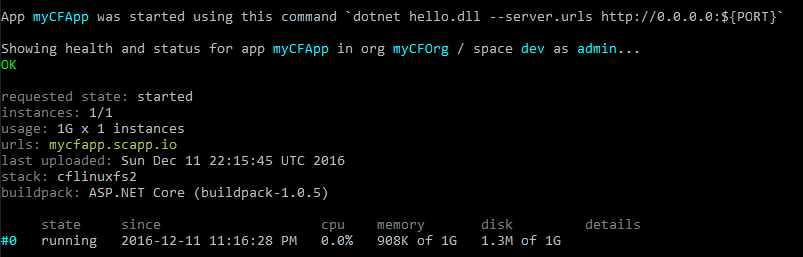 App myCFApp was started using this command `dotnet hello.dll --server.urls http://0.0.0.0:${PORT}`
Showing health and status for app myCFApp in org myCFOrg / space dev as admin...
OK
requested state: started
instances: 1/1
usage: 1G x 1 instances
urls: mycfapp.scapp.io
last uploaded: Sun Dec 11 22:15:45 UTC 2016
stack: cflinuxfs2
buildpack: ASP.NET Core (buildpack-1.0.5)
state since cpu memory disk details
#0 running 2016-12-11 11:16:28 PM 0.0% 908K of 1G 1.3M of 1G